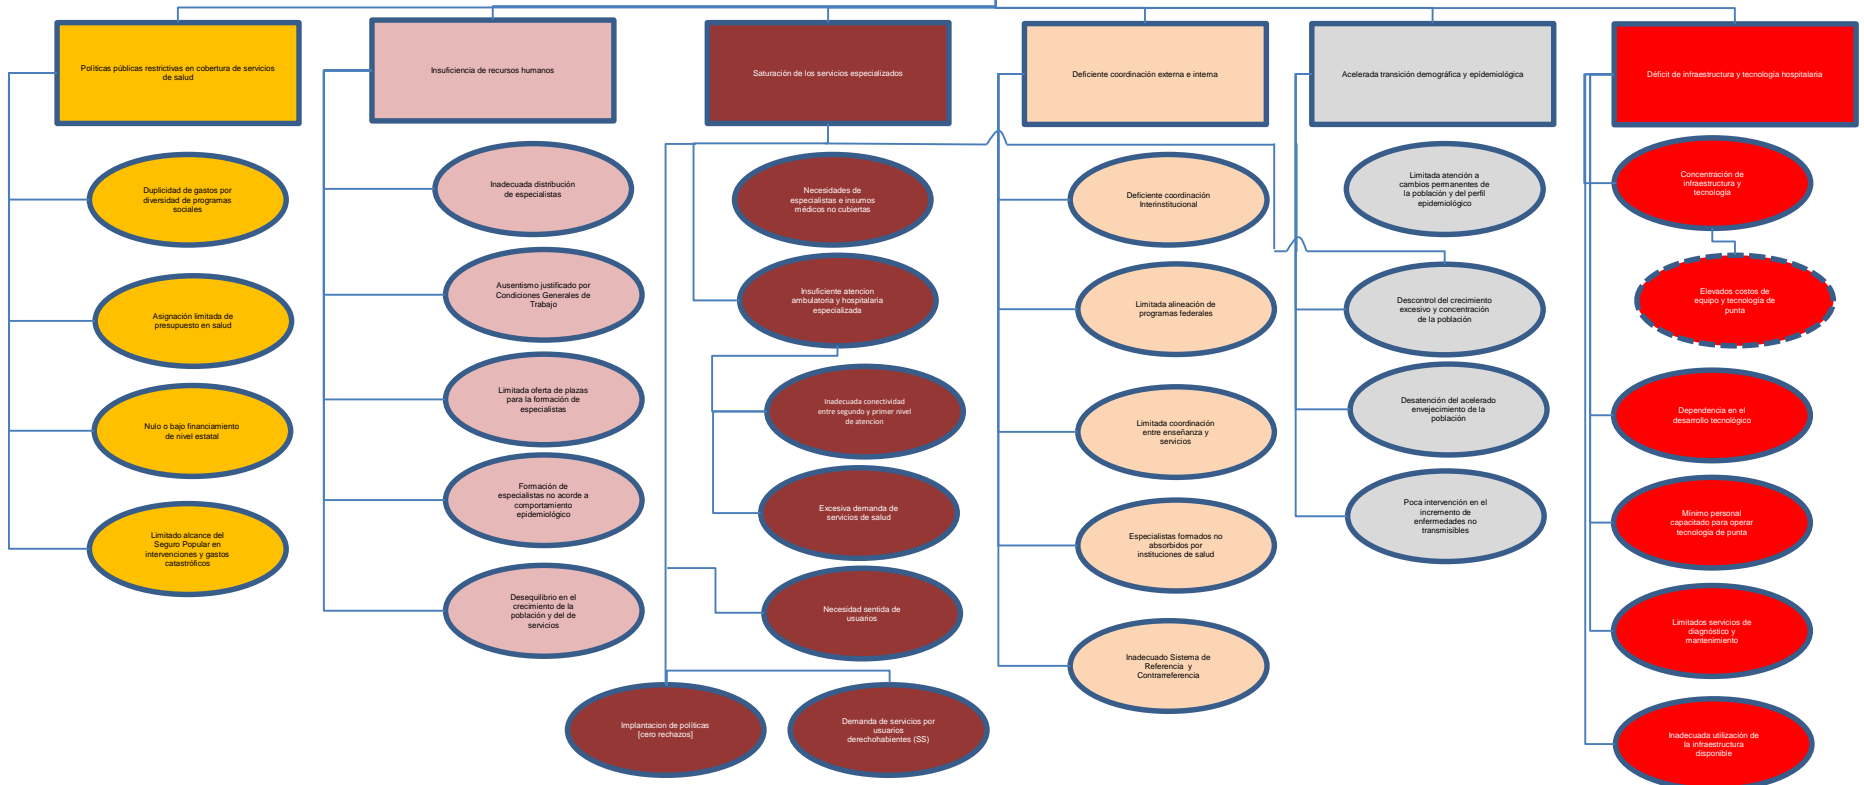 Políticas públicas restrictivas en cobertura de servicios
de salud
Insuficiencia de recursos humanos
Saturación de los servicios especializados
Deficiente coordinación externa e interna
Acelerada transición demográfica y epidemiológica
Déficit de infraestructura y tecnología hospitalaria
Duplicidad de gastos por
diversidad de programas
sociales
Asignación limitada de
presupuesto en salud
Nulo o bajo financiamiento
de nivel estatal
Limitado alcance del
Seguro Popular en
intervenciones y gastos
catastróficos
Inadecuada distribución
de especialistas
Ausentismo justificado por
Condiciones Generales de
Trabajo
Limitada oferta de plazas
para la formación de
especialistas
Formación de
especialistas no acorde a
comportamiento
epidemiológico
Desequilibrio en el
crecimiento de la
población y del de
servicios
Necesidades de
especialistas e insumos
médicos no cubiertas
Insuficiente atencion
ambulatoria y hospitalaria
especializada
Inadecuada conectividad
entre segundo y primer nivel
de atencion
Excesiva demanda de
servicios de salud
Necesidad sentida de
usuarios
Implantacion de políticas
[cero rechazos]
Demanda de servicios por
usuarios
derechohabientes (SS)
Deficiente coordinación
Interinstitucional
Limitada alineación de
programas federales
Limitada coordinación
entre enseñanza y
servicios
Especialistas formados no
absorbidos por
instituciones de salud
Inadecuado Sistema de
Referencia y
Contrarreferencia
Limitada atención a
cambios permanentes de
la población y del perfil
epidemiológico
Descontrol del crecimiento
excesivo y concentración
de la población
Desatención del acelerado
envejecimiento de la
población
Poca intervención en el
incremento de
enfermedades no
transmisibles
Concentración de
infraestructura y
tecnología
Elevados costos de
equipo y tecnología de
punta
Dependencia en el
desarrollo tecnológico
Mínimo personal
capacitado para operar
tecnología de punta
Limitados servicios de
diagnóstico y
mantenimiento
Inadecuada utilización de
la infraestructura
disponible